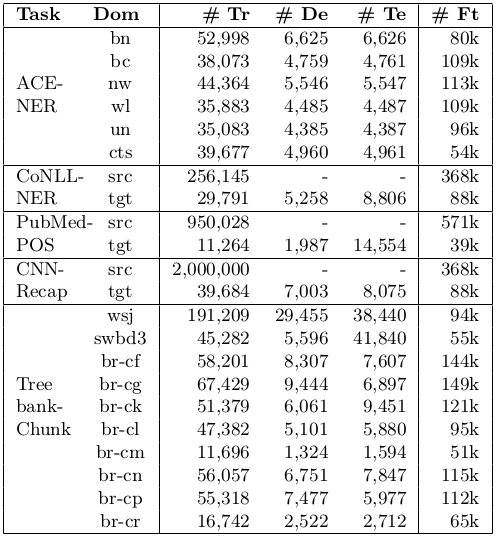 Task Dom # Tr # De # Te # Ft
bn 52,998 6,625 6,626 80k
bc 38,073 4,759 4,761 109k
ACE- nw 44,364 5,546 5,547 113k
NER wl 35,883 4,485 4,487 109k
un 35,083 4,385 4,387 96k
cts 39,677 4,960 4,961 54k
CoNLL- src 256,145 - - 368k
NER tgt 29,791 5,258 8,806 88k
PubMed- src 950,028 - - 571k
POS tgt 11,264 1,987 14,554 39k
CNN- src 2,000,000 - - 368k
Recap tgt 39,684 7,003 8,075 88k
wsj 191,209 29,455 38,440 94k
swbd3 45,282 5,596 41,840 55k
br-cf 58,201 8,307 7,607 144k
Tree br-cg 67,429 9,444 6,897 149k
bank- br-ck 51,379 6,061 9,451 121k
Chunk br-cl 47,382 5,101 5,880 95k
br-cm 11,696 1,324 1,594 51k
br-cn 56,057 6,751 7,847 115k
br-cp 55,318 7,477 5,977 112k
br-cr 16,742 2,522 2,712 65k